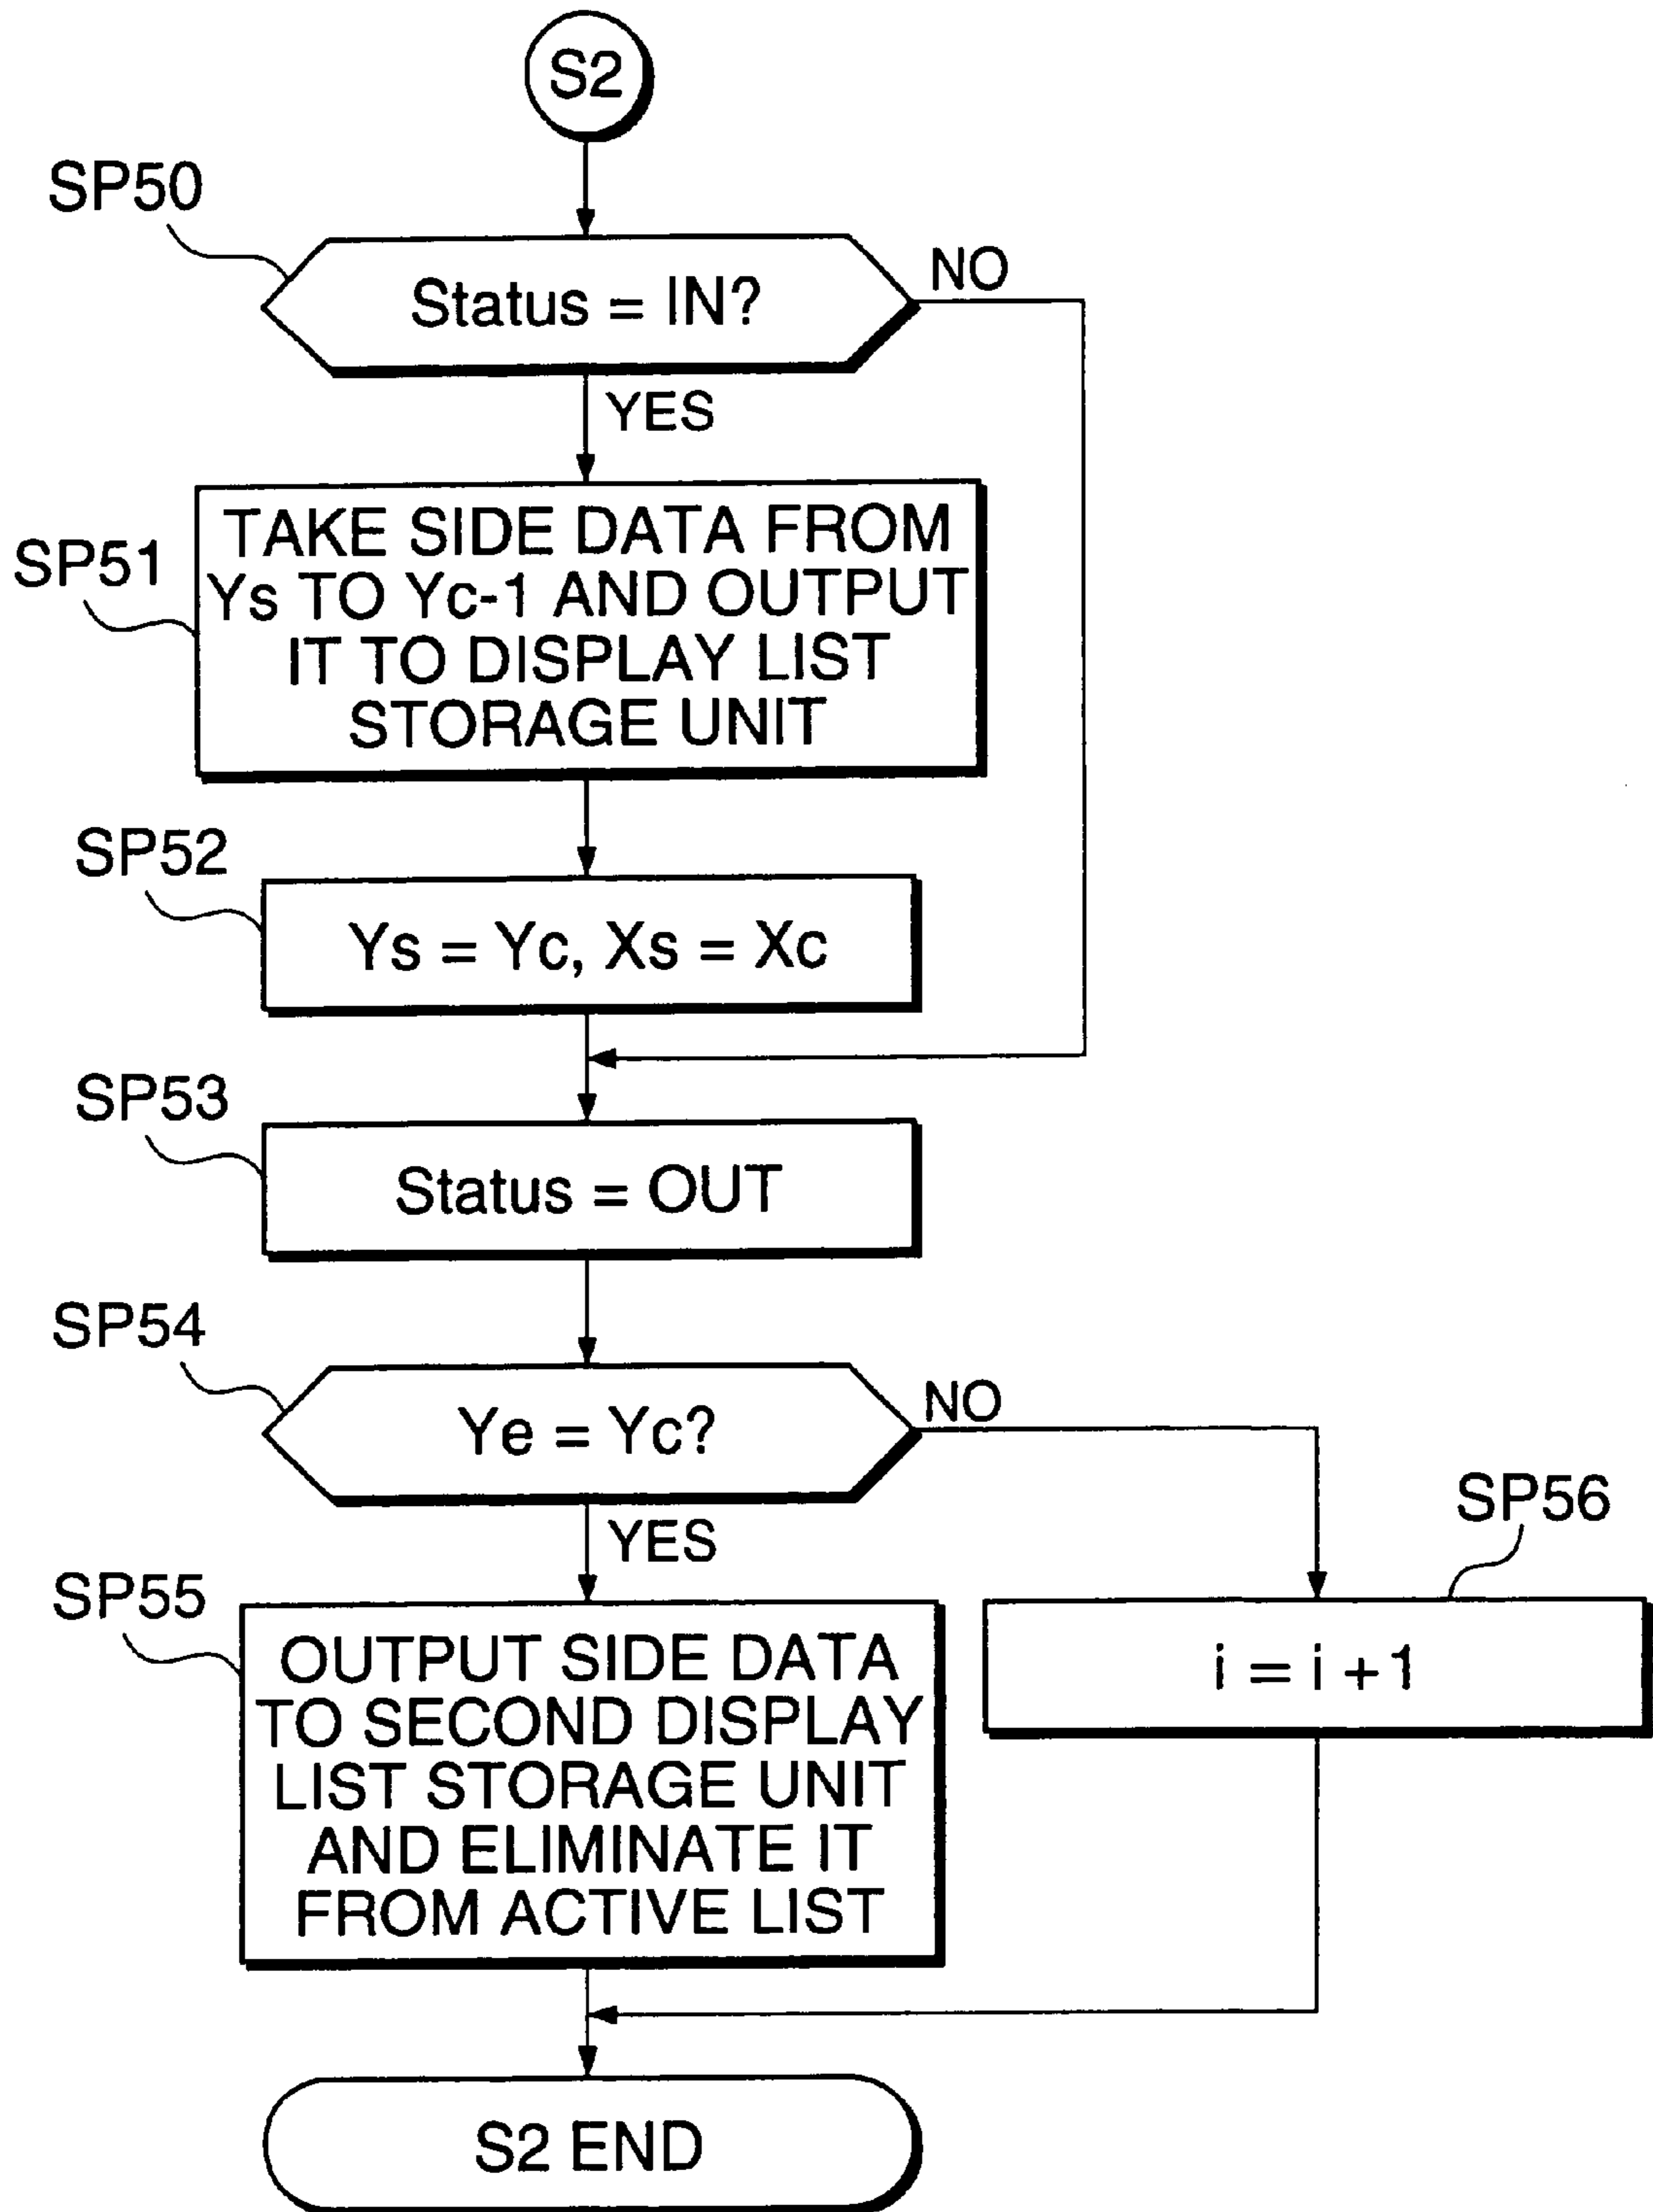 S2
SP50
Status = IN?
NO
YES
SP51
TAKE SIDE DATA FROM
Ys TO Yc-1 AND OUTPUT
IT TO DISPLAY LIST
STORAGE UNIT
SP52
Ys = Yc, Xs = Xc
SP53
Status = OUT
SP54
Ye = Yc?
NO
YES
SP56
i = i +1
SP55
OUTPUT SIDE DATA
TO SECOND DISPLAY
LIST STORAGE UNIT
AND ELIMINATE IT
FROM ACTIVE LIST
S2 END